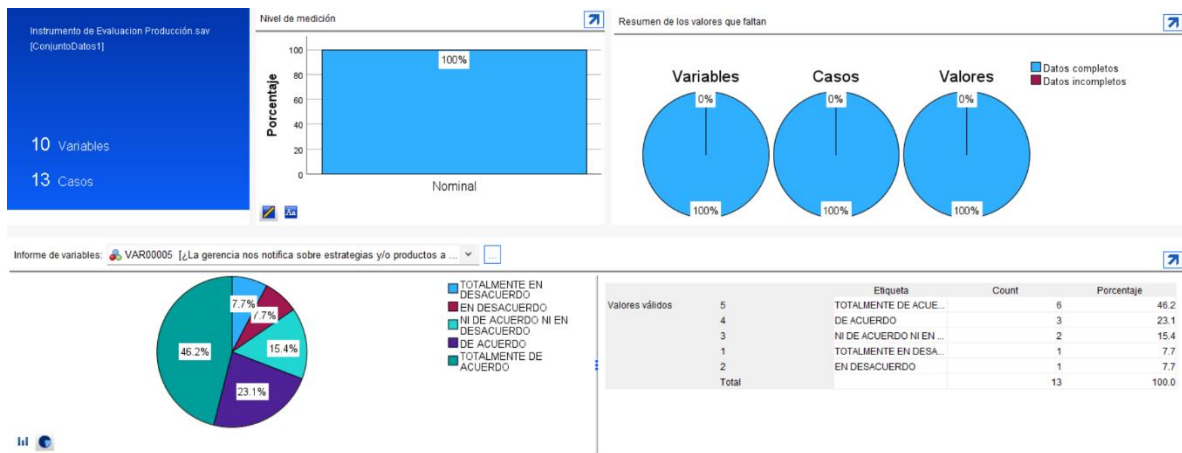 Instrumento de Evaluacion Producción.sav
[ConjuntoDatos1]
10 Variables
13 Casos
Nivel de medición
Porcentaje
100
80
60
40
20
0
100%
Nominal
Resumen de los valores que faltan
Variables
Casos
Valores
0%
0%
0%
100%
100%
100%
Datos completos
Datos incompletos
Informe de variables: VAR00005 [¿La gerencia nos notifica sobre estrategias y/o productos a ... ...
7.7%
7.7%
15.4%
23.1%
46.2%
TOTALMENTE EN
DESACUERDO
EN DESACUERDO
NI DE ACUERDO NI EN
DESACUERDO
DE ACUERDO
TOTALMENTE DE
ACUERDO
Etiqueta Count Porcentaje
Valores válidos 5 TOTALMENTE DE ACUE... 6 46.2
4 DE ACUERDO 3 23.1
3 NI DE ACUERDO NI EN ... 2 15.4
1 TOTALMENTE EN DESA... 1 7.7
2 EN DESACUERDO 1 7.7
Total 13 100.0